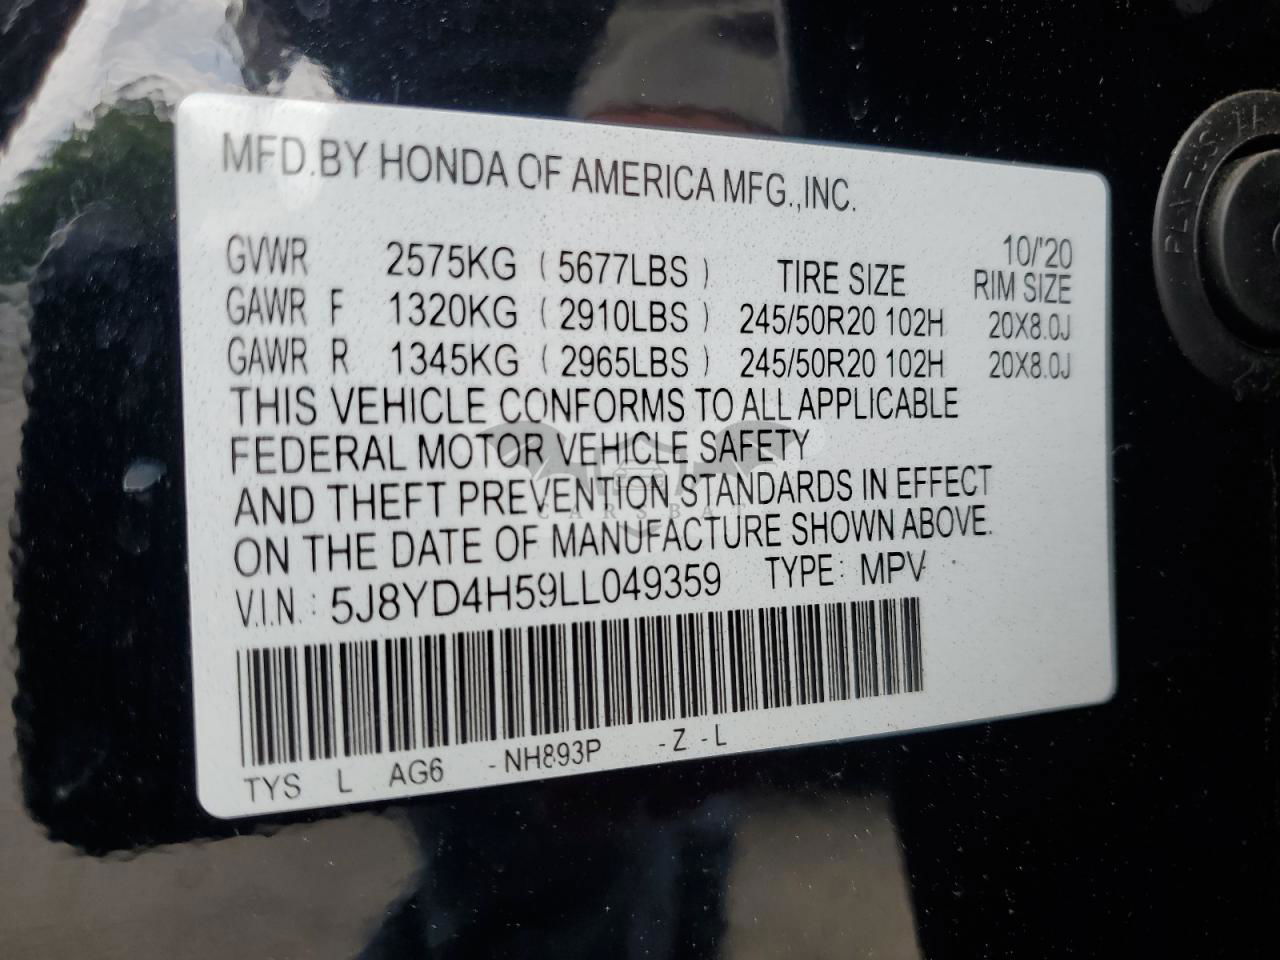 MFD.BY HONDA OF AMERICA MFG.,INC.
10/'20
GVWR 2575KG ( 5677LBS ) TIRE SIZE RIM SIZE
GAWR F 1320KG ( 2910LBS ) 245/50R20 102H 20X8.0J
GAWR R 1345KG ( 2965LBS ) 245/50R20 102H 20X8.0J
THIS VEHICLE CONFORMS TO ALL APPLICABLE
FEDERAL MOTOR VEHICLE SAFETY
AND THEFT PREVENTION STANDARDS IN EFFECT
ON THE DATE OF MANUFACTURE SHOWN ABOVE.
V.I.N.: 5J8YD4H59LL049359 TYPE: MPV
TYS L AG6 -NH893P -Z -L
CARSBAT